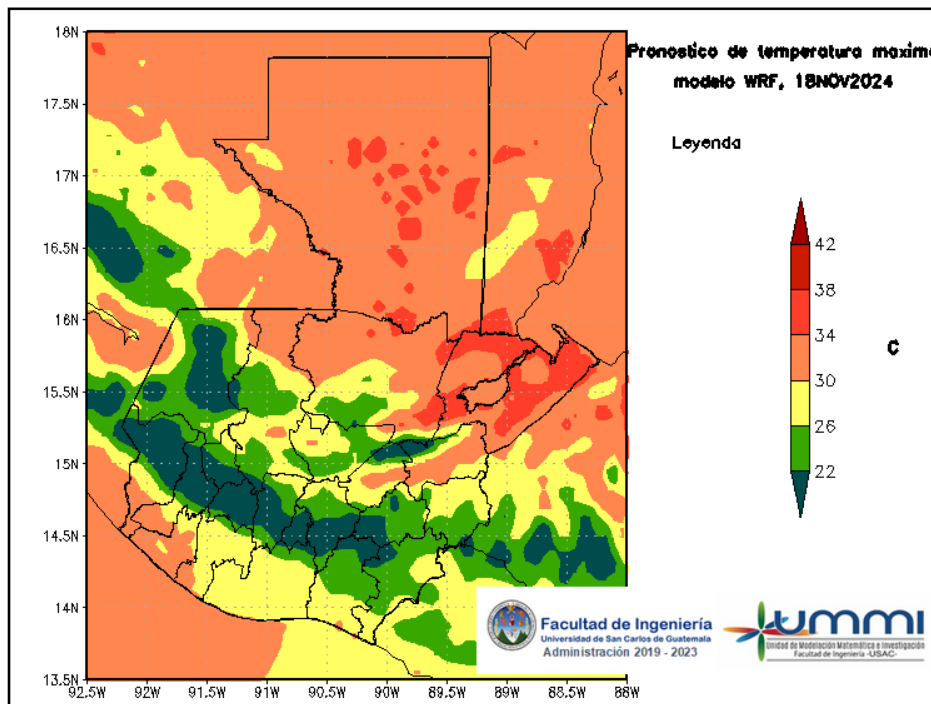 Pronostico de temperatura maxima
modelo WRF, 18NOV2024
Leyenda
42
38
34
30
26
22
C
18N
17.5N
17N
16.5N
16N
15.5N
15N
14.5N
14N
13.5N
92.5W
92W
91.5W
91W
90.5W
90W
89.5W
89W
88.5W
88W
Facultad de Ingeniería
Universidad de San Carlos de Guatemala
Administración 2019 - 2023
UMMI
Unidad de Modelación Matemática e Investigación
Facultad de Ingeniería -USAC-